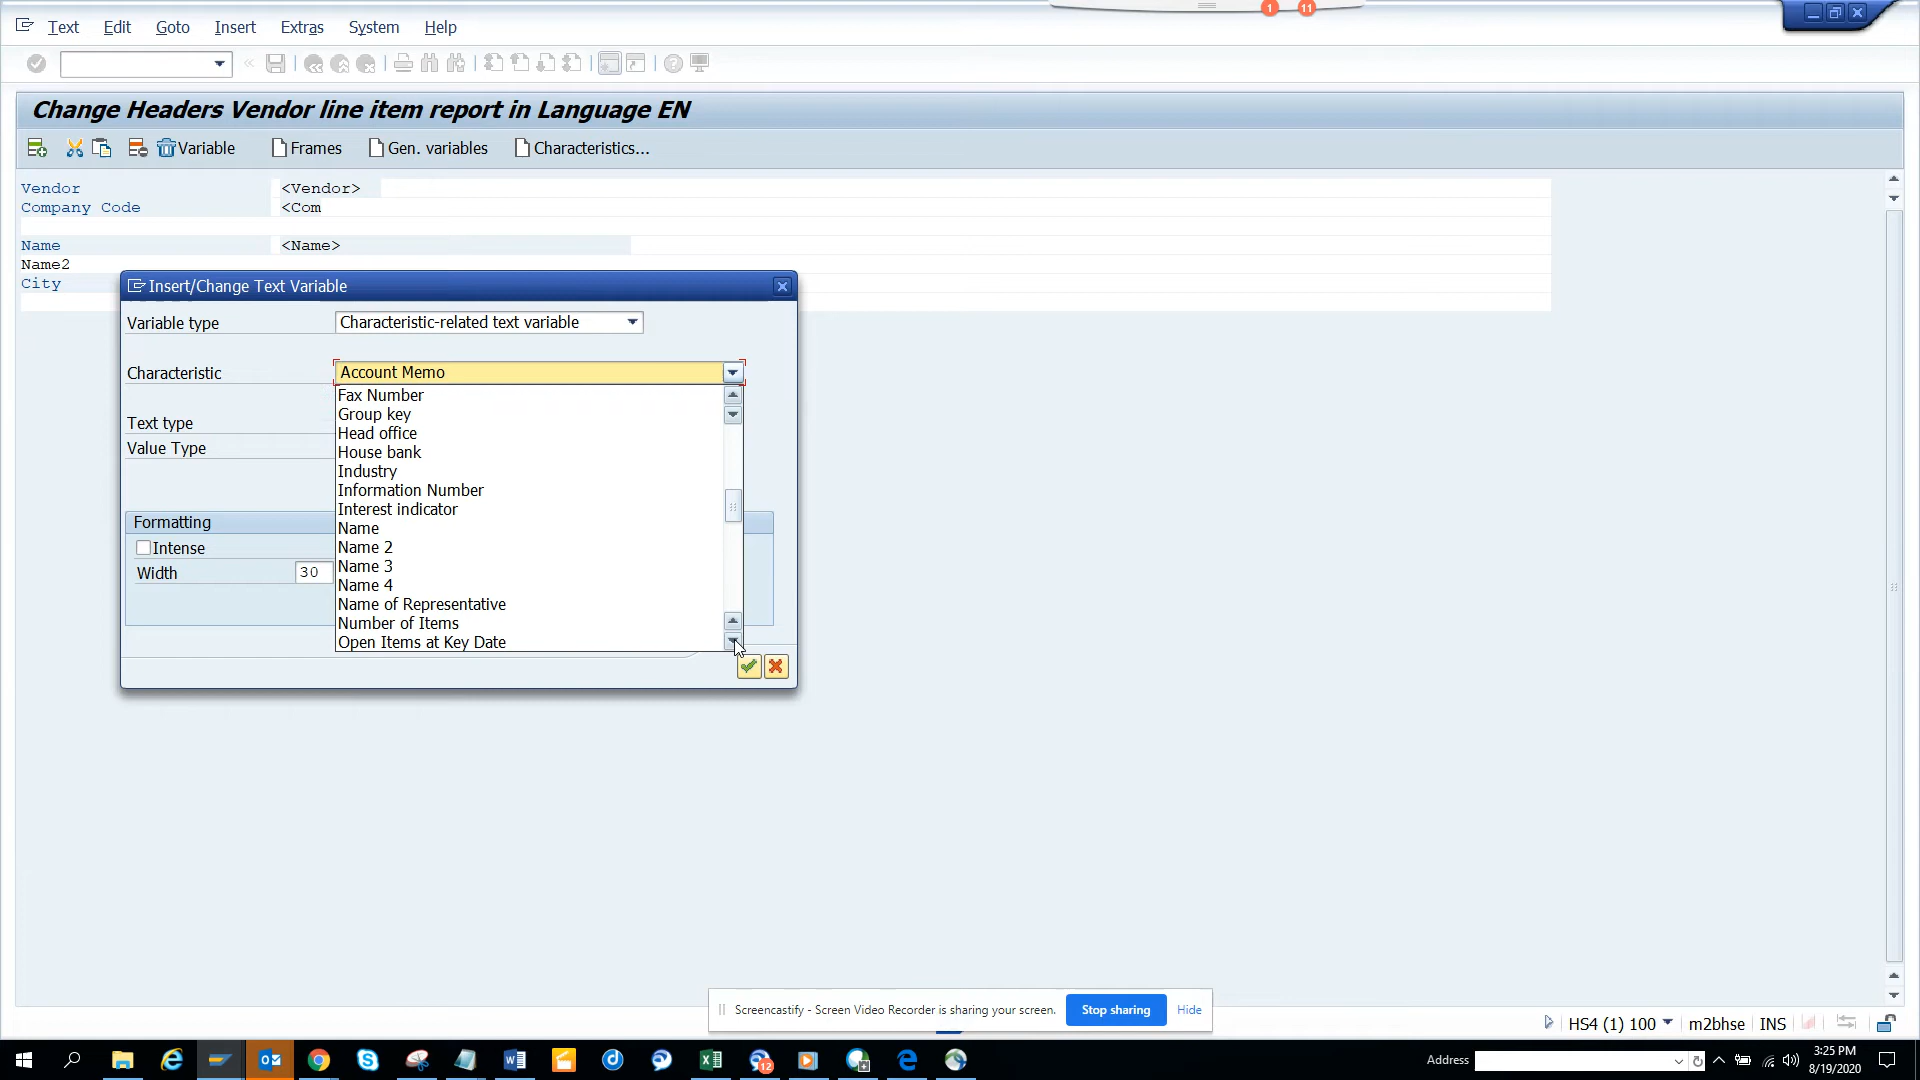 1 11
Text Edit Goto Insert Extras System Help
Change Headers Vendor line item report in Language EN
Variable Frames Gen. variables Characteristics...
Vendor <Vendor>
Company Code <Com
Name <Name>
Name2
City
Insert/Change Text Variable
Variable type Characteristic-related text variable
Characteristic Account Memo
Fax Number
Group key
Head office
House bank
Industry
Information Number
Interest indicator
Name
Name 2
Name 3
Name 4
Name of Representative
Number of Items
Open Items at Key Date
Text type
Value Type
Formatting
Intense
Width 30
Screencastify - Screen Video Recorder is sharing your screen. Stop sharing Hide
HS4 (1) 100 m2bhse INS
12
Address
3:25 PM
8/19/2020